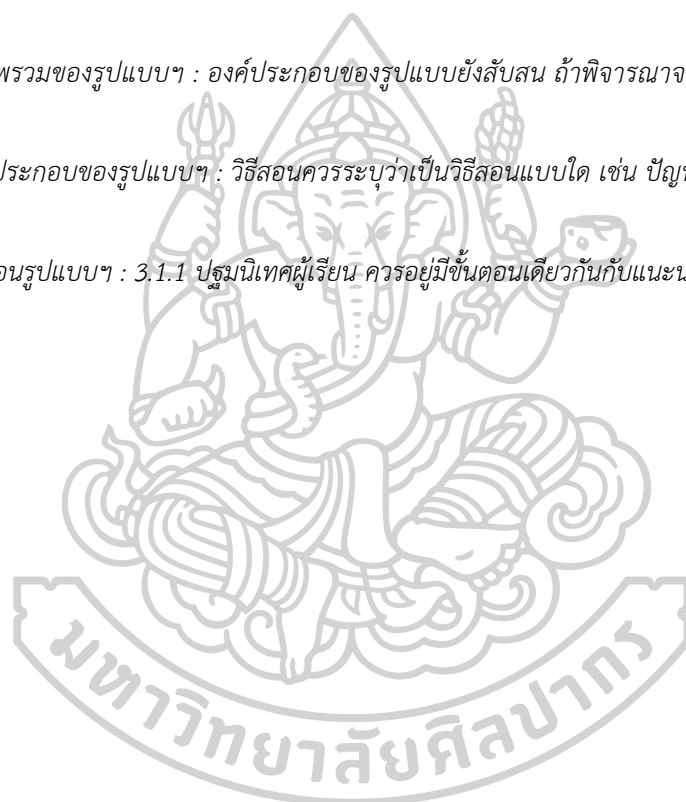 พรวมของรูปแบบฯ : องค์ประกอบของรูปแบบยังสับสน ถ้าพิจารณาจ
ประกอบของรูปแบบฯ : วิธีสอนควรระบุว่าเป็นวิธีสอนแบบใด เช่น ปัญ
อนรูปแบบฯ : 3.1.1 ปฐมนิเทศผู้เรียน ควรอยู่มีขั้นตอนเดียวกันกับแนะน
มหาวิทยาลัยศิลปากร